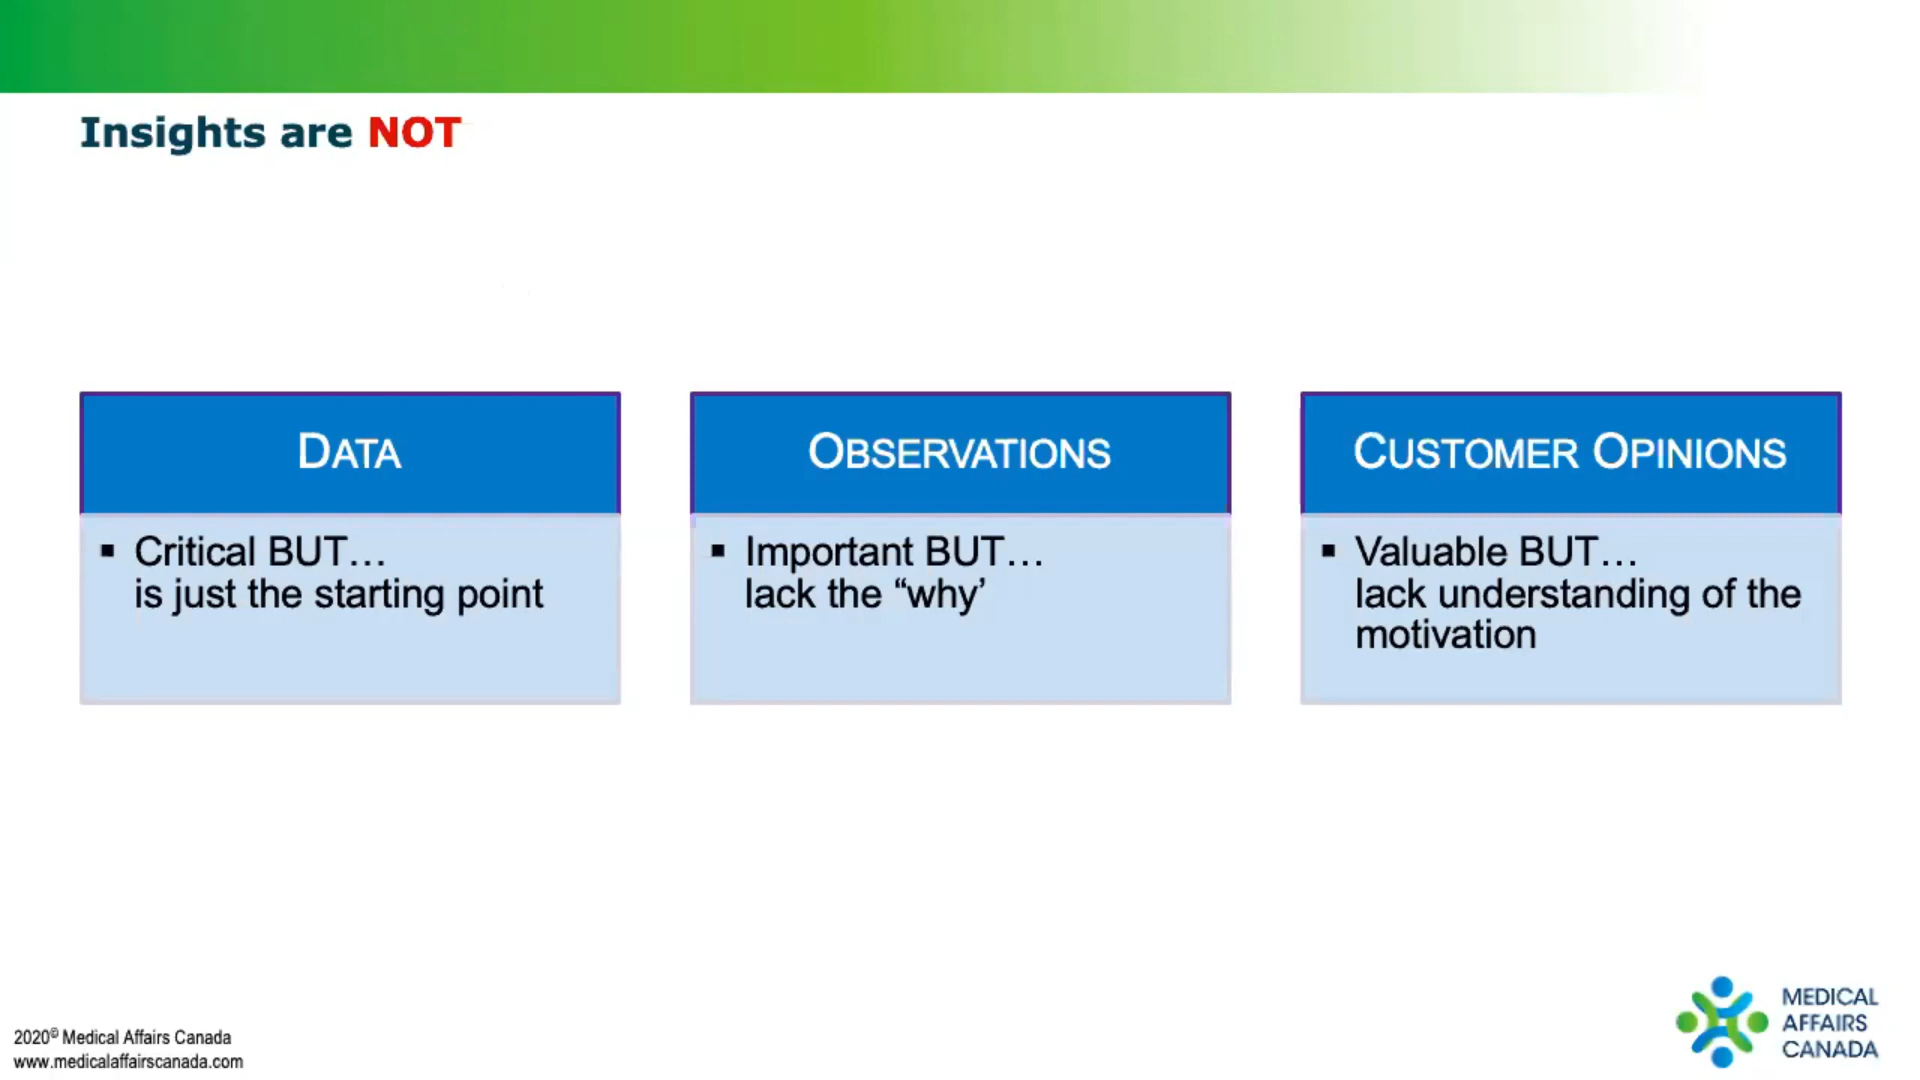 Insights are NOT
DATA
▪ Critical BUT…
is just the starting point
OBSERVATIONS
▪ Important BUT…
lack the “why’
CUSTOMER OPINIONS
▪ Valuable BUT…
lack understanding of the
motivation
2020© Medical Affairs Canada
www.medicalaffairscanada.com
MEDICAL
AFFAIRS
CANADA